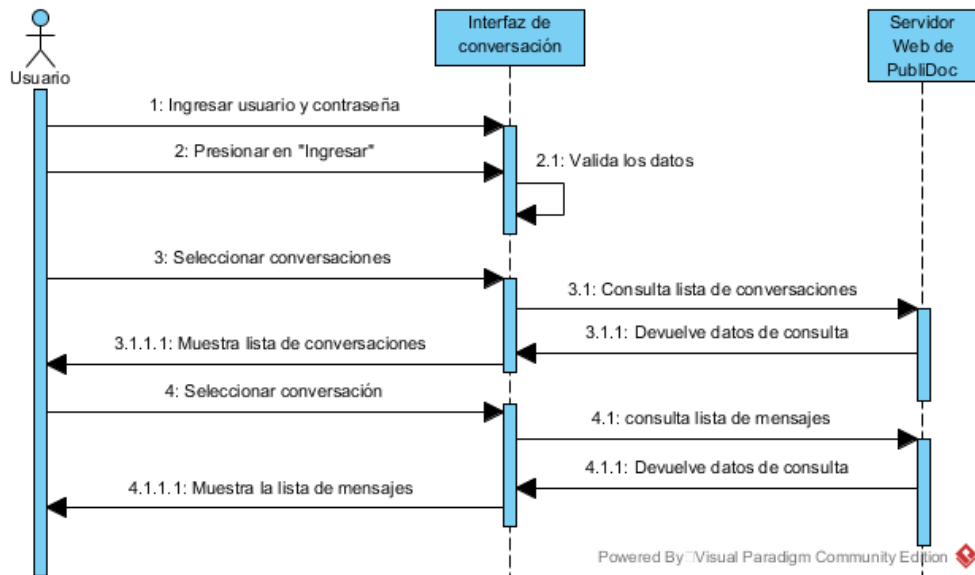 Interfaz de
conversación
Servidor
Web de
PubliDoc
Usuario
1: Ingresar usuario y contraseña
2: Presionar en "Ingresar"
2.1: Valida los datos
3: Seleccionar conversaciones
3.1: Consulta lista de conversaciones
3.1.1: Devuelve datos de consulta
3.1.1.1: Muestra lista de conversaciones
4: Seleccionar conversación
4.1: consulta lista de mensajes
4.1.1: Devuelve datos de consulta
4.1.1.1: Muestra la lista de mensajes
Powered By Visual Paradigm Community Edition